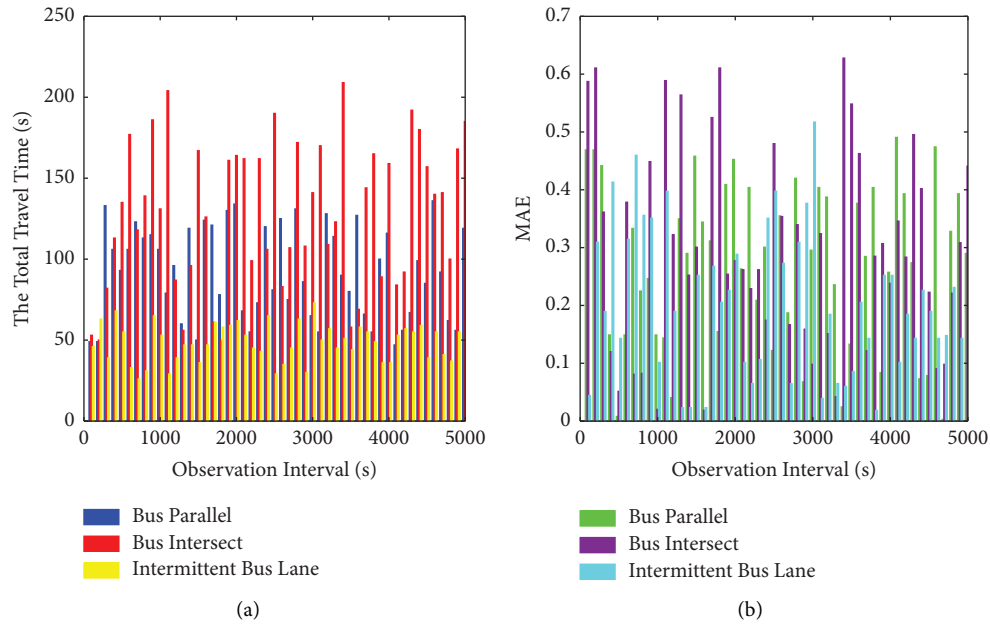 250
200
150
100
50
0
The Total Travel Time (s)
0 1000 2000 3000 4000 5000
Observation Interval (s)
Bus Parallel
Bus Intersect
Intermittent Bus Lane
(a)
0.7
0.6
0.5
0.4
0.3
0.2
0.1
0
MAE
0 1000 2000 3000 4000 5000
Observation Interval (s)
Bus Parallel
Bus Intersect
Intermittent Bus Lane
(b)